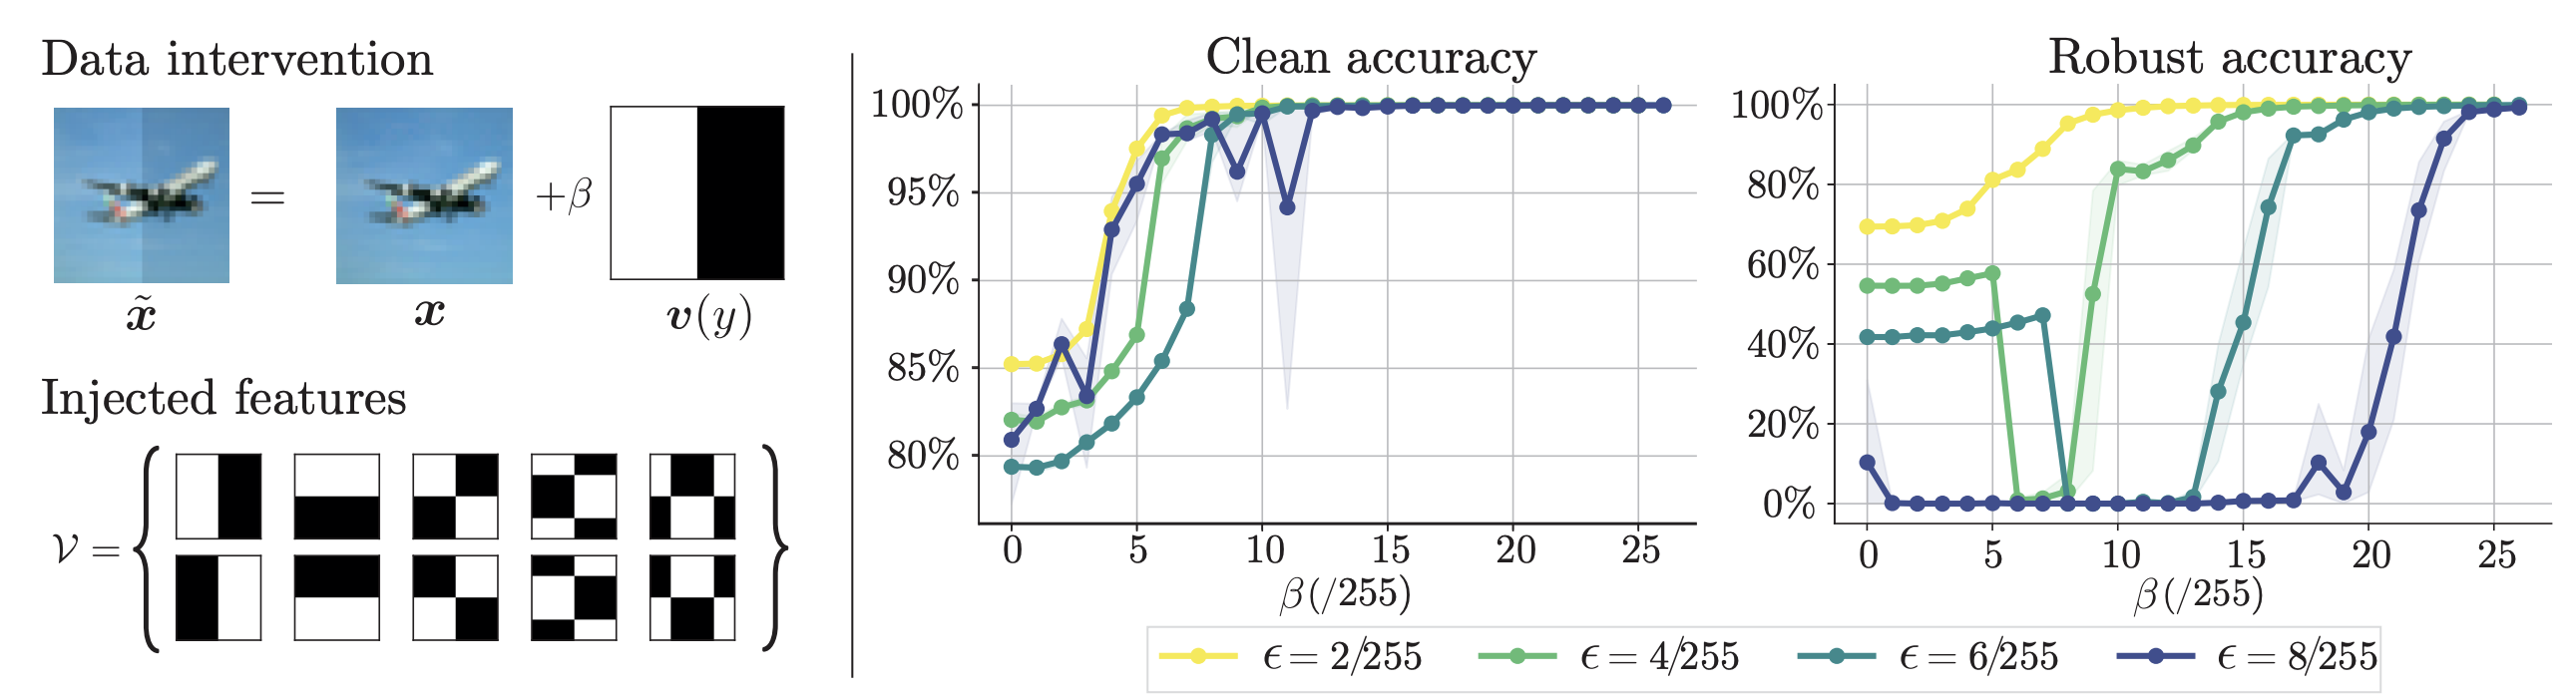 Data intervention
x̃ = x +β v(y)
Injected features
𝒱 =
Clean accuracy
100%
95%
90%
85%
80%
0 5 10 15 20 25
β(/255)
Robust accuracy
100%
80%
60%
40%
20%
0%
0 5 10 15 20 25
β(/255)
ϵ = 2/255 ϵ = 4/255 ϵ = 6/255 ϵ = 8/255